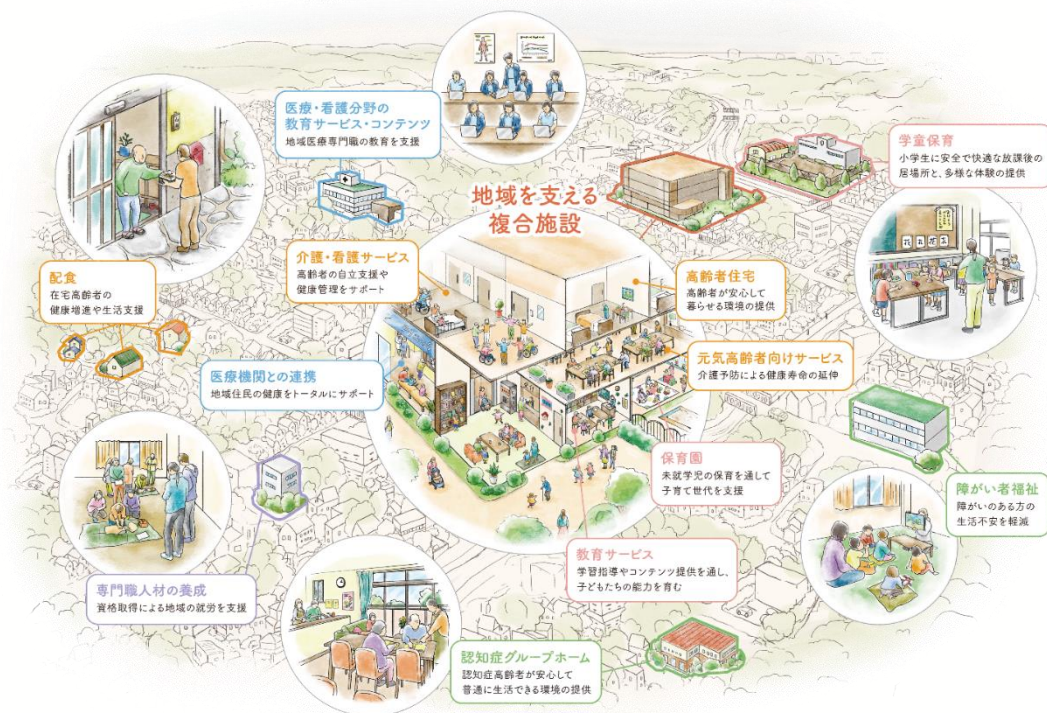 医療・看護分野の
教育サービス・コンテンツ
地域医療専門職の教育を支援
学童保育
小学生に安全で快適な放課後の
居場所と、多様な体験の提供
地域を支える
複合施設
配食
在宅高齢者の
健康増進や生活支援
介護・看護サービス
高齢者の自立支援や
健康管理をサポート
高齢者住宅
高齢者が安心して
暮らせる環境の提供
医療機関との連携
地域住民の健康をトータルにサポート
元気高齢者向けサービス
介護予防による健康寿命の延伸
保育園
未就学児の保育を通して
子育て世代を支援
障がい者福祉
障がいのある方の
生活不安を軽減
専門職人材の養成
資格取得による地域の就労を支援
教育サービス
学習指導やコンテンツ提供を通し、
子どもたちの能力を育む
認知症グループホーム
認知症高齢者が安心して
普通に生活できる環境の提供